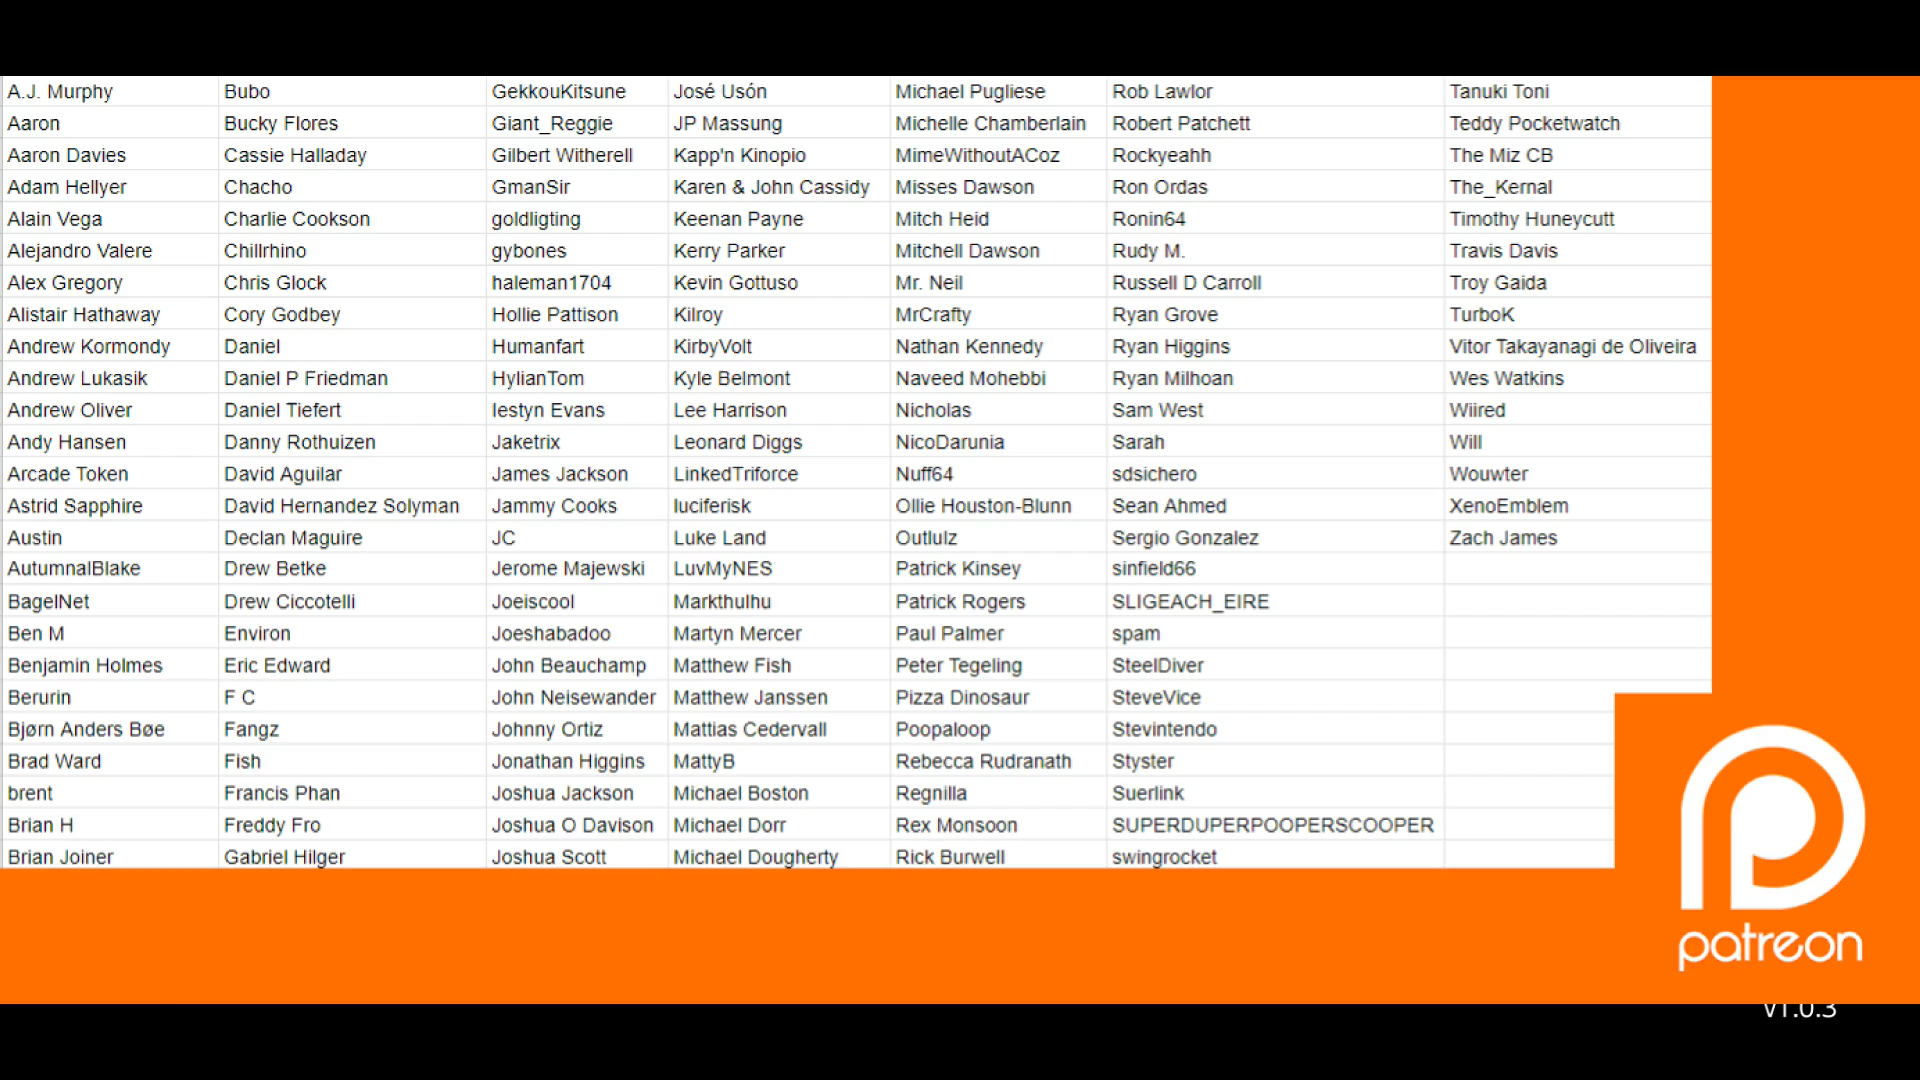 A.J. Murphy Bubo GekkouKitsune José Usón Michael Pugliese Rob Lawlor Tanuki Toni
Aaron Bucky Flores Giant_Reggie JP Massung Michelle Chamberlain Robert Patchett Teddy Pocketwatch
Aaron Davies Cassie Halladay Gilbert Witherell Kapp'n Kinopio MimeWithoutACoz Rockyeahh The Miz CB
Adam Hellyer Chacho GmanSir Karen & John Cassidy Misses Dawson Ron Ordas The_Kernal
Alain Vega Charlie Cookson goldligting Keenan Payne Mitch Heid Ronin64 Timothy Huneycutt
Alejandro Valere Chillrhino gybones Kerry Parker Mitchell Dawson Rudy M. Travis Davis
Alex Gregory Chris Glock haleman1704 Kevin Gottuso Mr. Neil Russell D Carroll Troy Gaida
Alistair Hathaway Cory Godbey Hollie Pattison Kilroy MrCrafty Ryan Grove TurboK
Andrew Kormondy Daniel Humanfart KirbyVolt Nathan Kennedy Ryan Higgins Vitor Takayanagi de Oliveira
Andrew Lukasik Daniel P Friedman HylianTom Kyle Belmont Naveed Mohebbi Ryan Milhoan Wes Watkins
Andrew Oliver Daniel Tiefert Iestyn Evans Lee Harrison Nicholas Sam West Wiired
Andy Hansen Danny Rothuizen Jaketrix Leonard Diggs NicoDarunia Sarah Will
Arcade Token David Aguilar James Jackson LinkedTriforce Nuff64 sdsichero Wouwter
Astrid Sapphire David Hernandez Solyman Jammy Cooks luciferisk Ollie Houston-Blunn Sean Ahmed XenoEmblem
Austin Declan Maguire JC Luke Land Outlulz Sergio Gonzalez Zach James
AutumnalBlake Drew Betke Jerome Majewski LuvMyNES Patrick Kinsey sinfield66
BagelNet Drew Ciccotelli Joeiscool Markthulhu Patrick Rogers SLIGEACH_EIRE
Ben M Environ Joeshabadoo Martyn Mercer Paul Palmer spam
Benjamin Holmes Eric Edward John Beauchamp Matthew Fish Peter Tegeling SteelDiver
Berurin F C John Neisewander Matthew Janssen Pizza Dinosaur SteveVice
Bjørn Anders Bøe Fangz Johnny Ortiz Mattias Cedervall Poopaloop Stevintendo
Brad Ward Fish Jonathan Higgins MattyB Rebecca Rudranath Styster
brent Francis Phan Joshua Jackson Michael Boston Regnilla Suerlink
Brian H Freddy Fro Joshua O Davison Michael Dorr Rex Monsoon SUPERDUPERPOOPERSCOOPER
Brian Joiner Gabriel Hilger Joshua Scott Michael Dougherty Rick Burwell swingrocket
patreon
v1.0.3